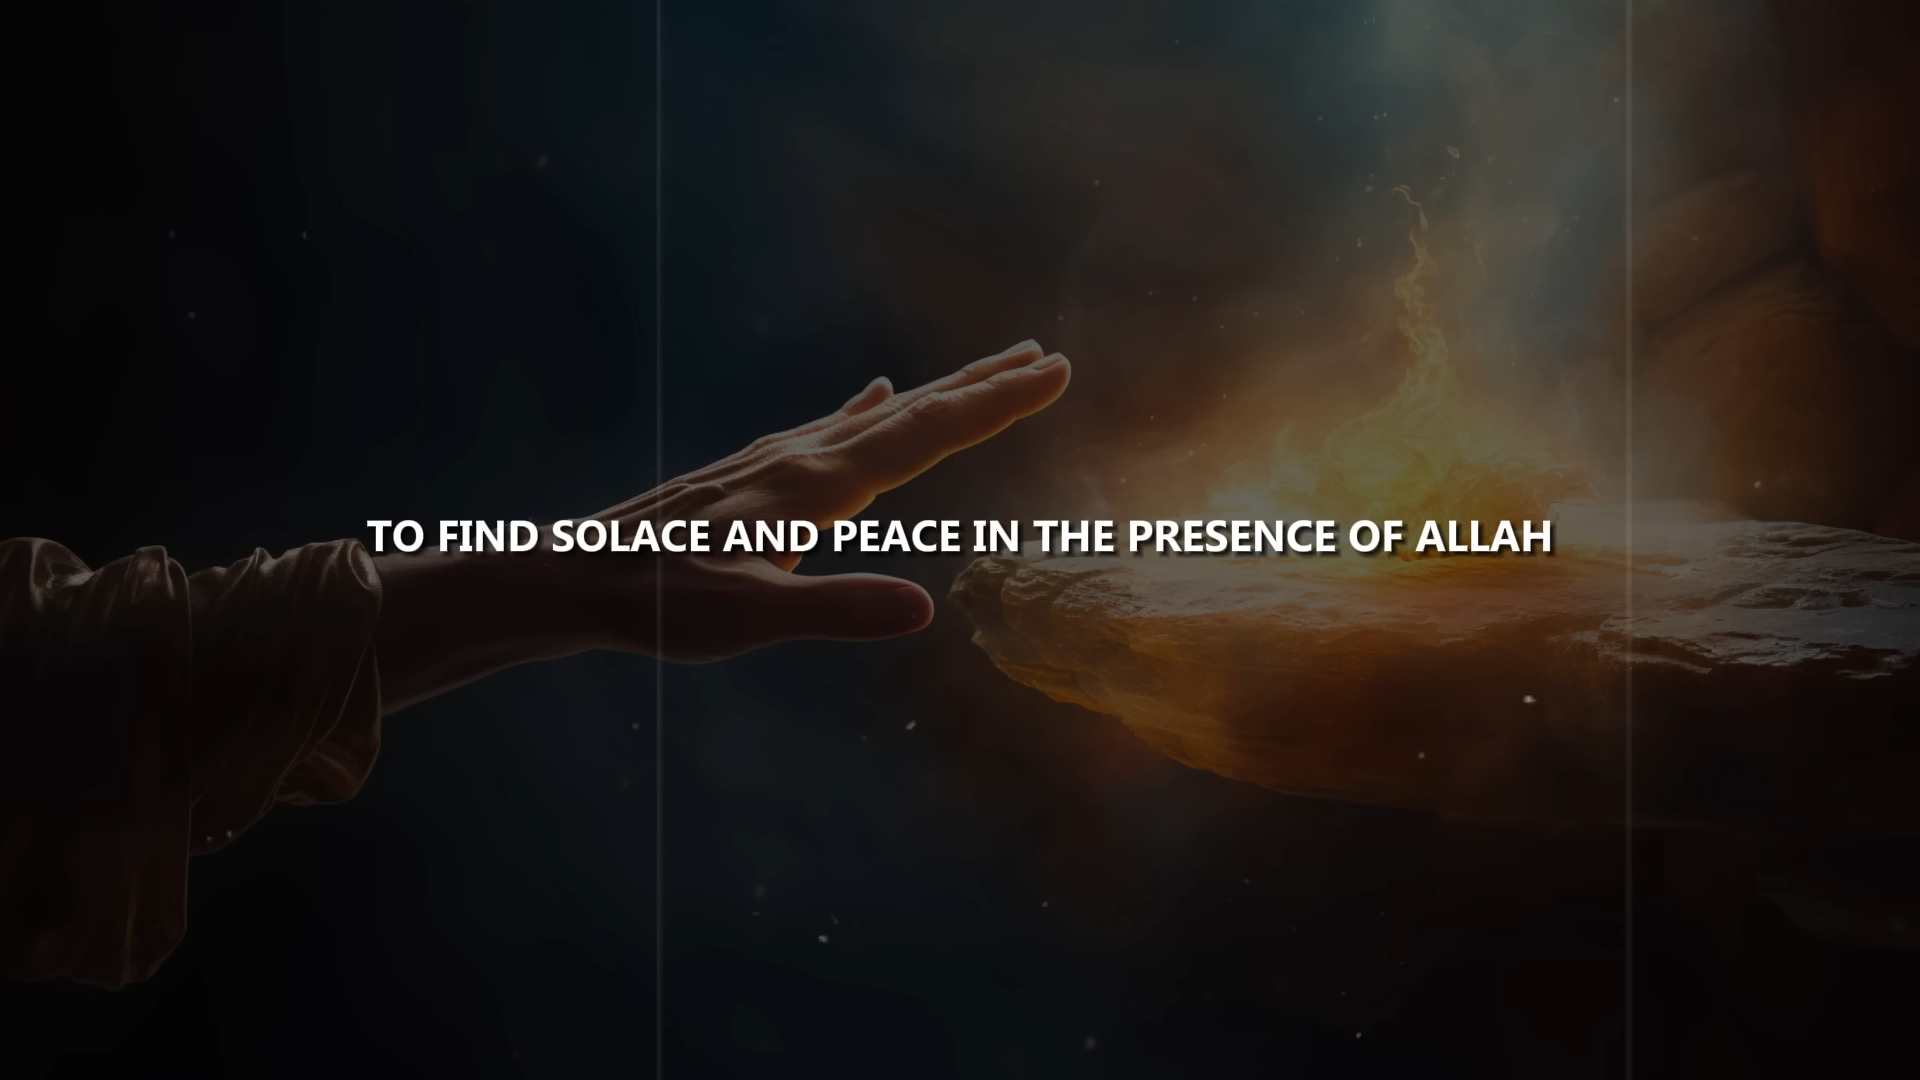 TO FIND SOLACE AND PEACE IN THE PRESENCE OF ALLAH